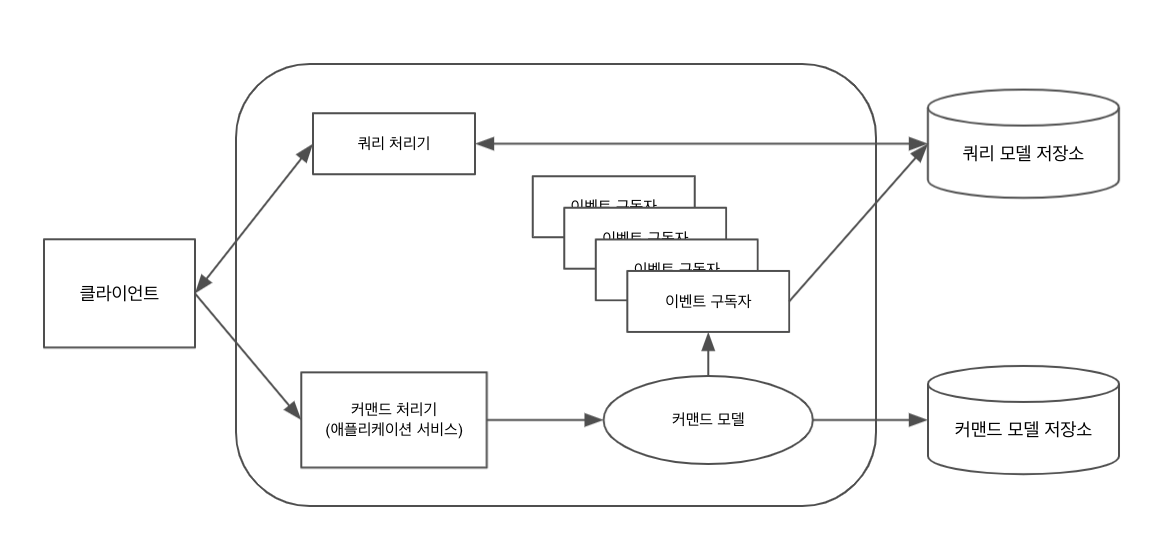 쿼리 처리기
쿼리 모델 저장소
이벤트 구독자
이벤트 구독자
이벤트 구독자
이벤트 구독자
클라이언트
커맨드 처리기
(애플리케이션 서비스)
커맨드 모델
커맨드 모델 저장소